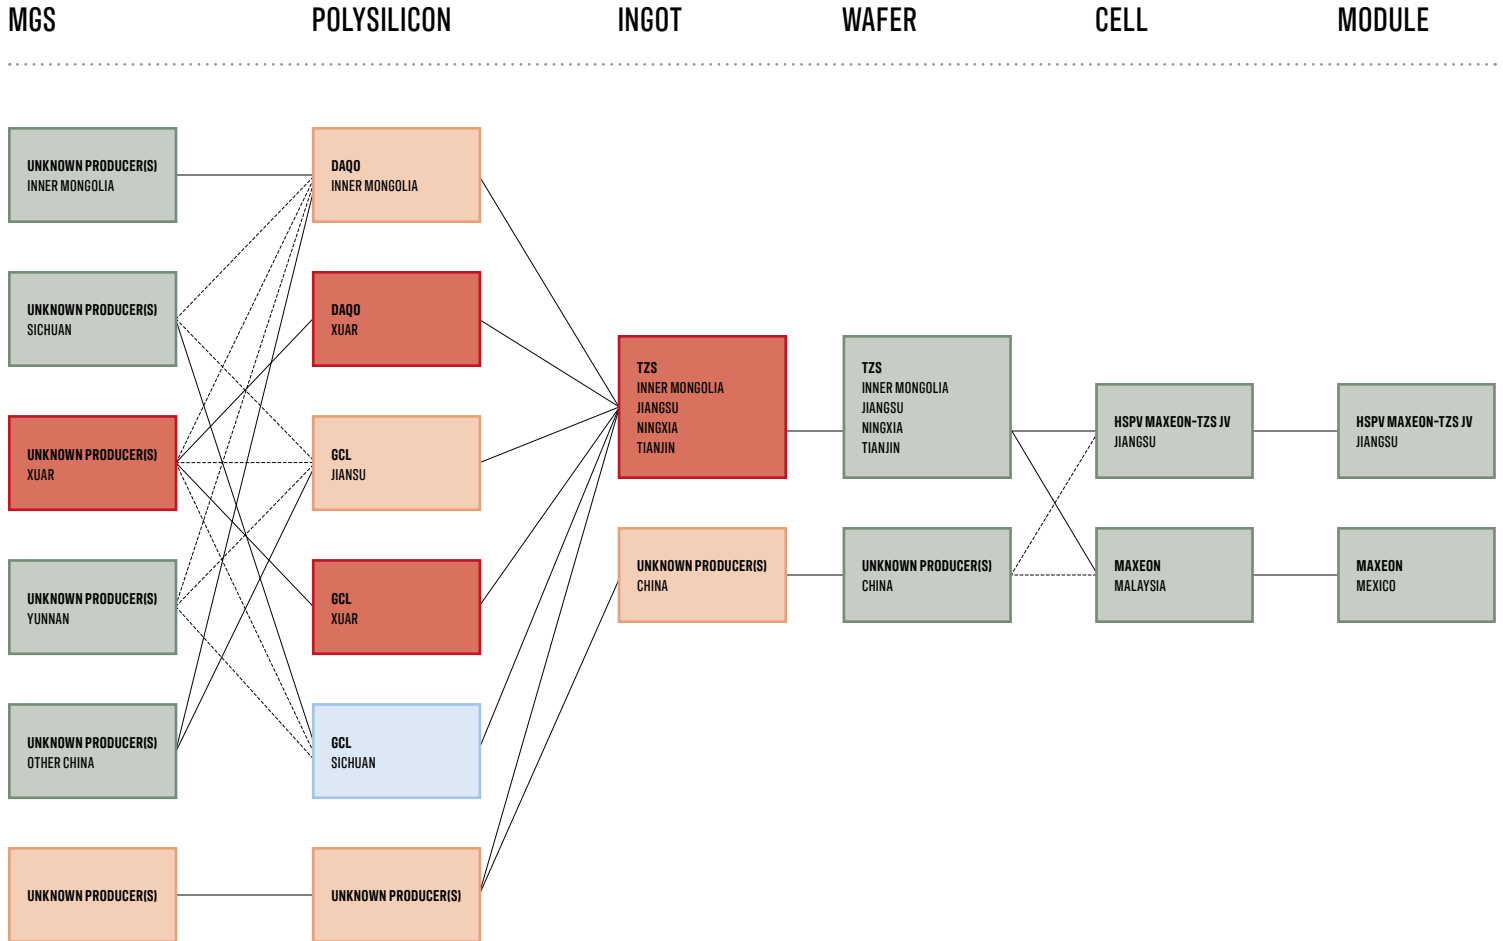 MGS
POLYSILICON
INGOT
WAFER
CELL
MODULE
UNKNOWN PRODUCER(S)
INNER MONGOLIA
UNKNOWN PRODUCER(S)
SICHUAN
UNKNOWN PRODUCER(S)
XUAR
UNKNOWN PRODUCER(S)
YUNNAN
UNKNOWN PRODUCER(S)
OTHER CHINA
UNKNOWN PRODUCER(S)
DAQO
INNER MONGOLIA
DAQO
XUAR
GCL
JIANSU
GCL
XUAR
GCL
SICHUAN
UNKNOWN PRODUCER(S)
TZS
INNER MONGOLIA
JIANGSU
NINGXIA
TIANJIN
UNKNOWN PRODUCER(S)
CHINA
TZS
INNER MONGOLIA
JIANGSU
NINGXIA
TIANJIN
UNKNOWN PRODUCER(S)
CHINA
HSPV MAXEON-TZS JV
JIANGSU
MAXEON
MALAYSIA
HSPV MAXEON-TZS JV
JIANGSU
MAXEON
MEXICO